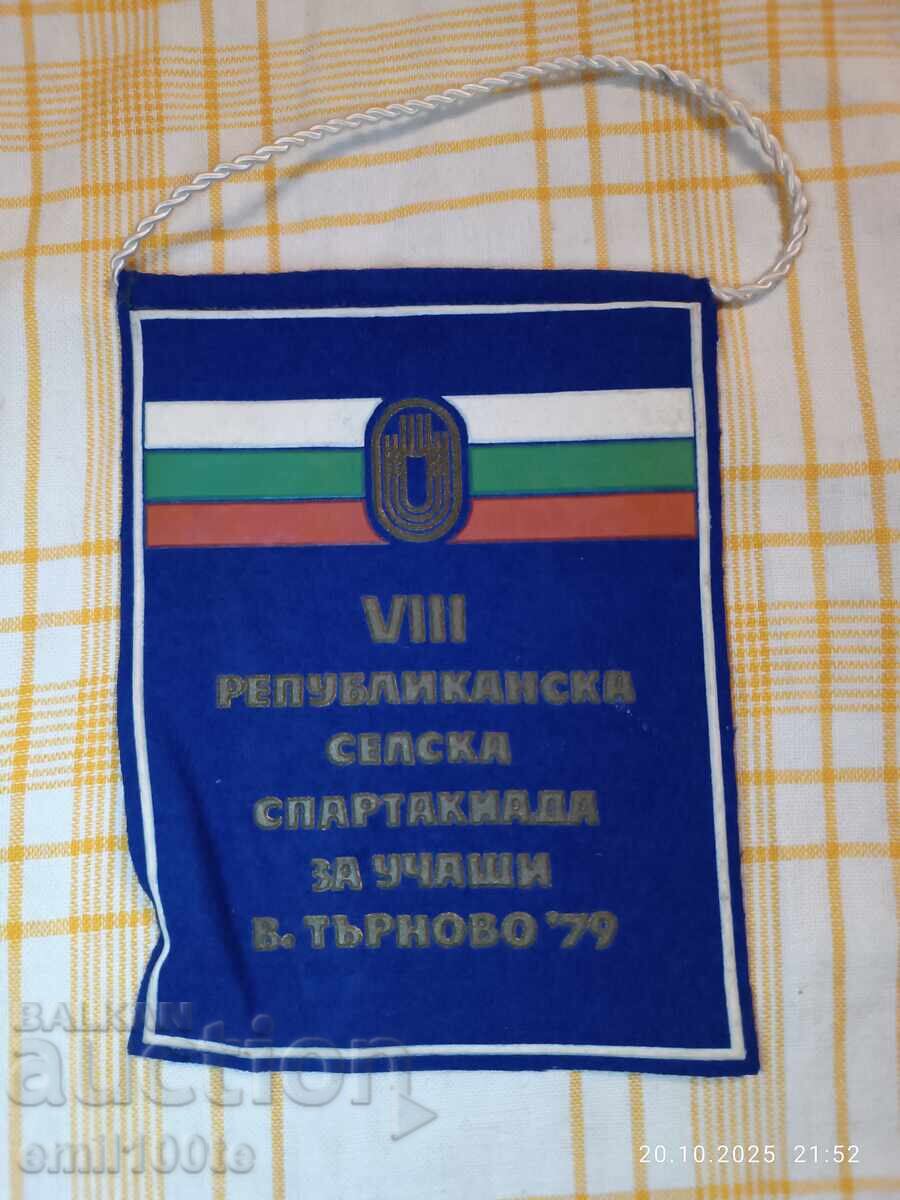 VIII
РЕПУБЛИКАНСКА
СЕЛСКА
СПАРТАКИАДА
ЗА УЧАЩИ
В. ТЪРНОВО '79
BALKAN
auction
emil100te
20.10.2025 21:52